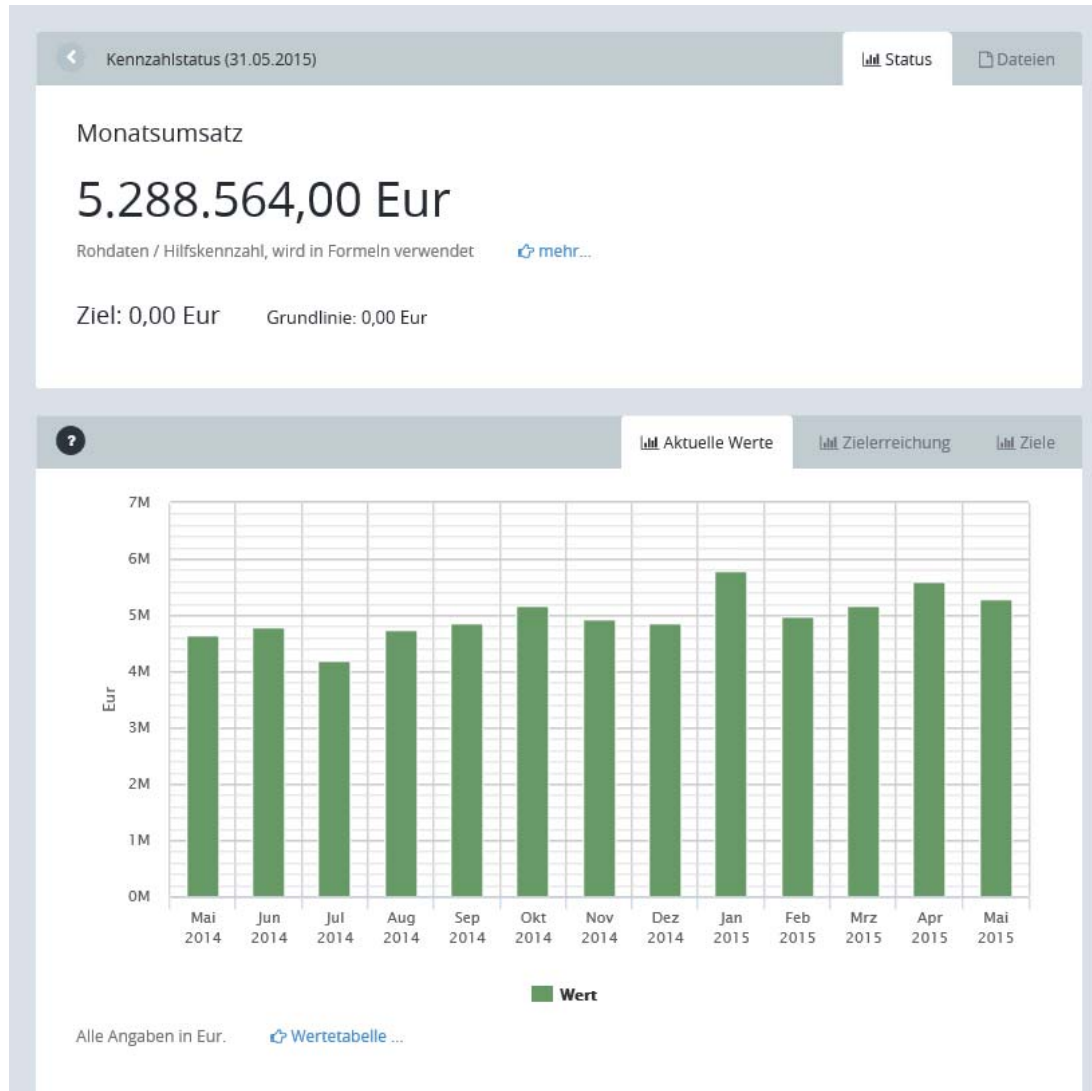 Kennzahlstatus (31.05.2015)
Status
Dateien
Monatsumsatz
5.288.564,00 Eur
Rohdaten / Hilfskennzahl, wird in Formeln verwendet mehr...
Ziel: 0,00 Eur Grundlinie: 0,00 Eur
?
Aktuelle Werte
Zielerreichung
Ziele
7M
6M
5M
4M
3M
2M
1M
0M
Eur
Mai 2014
Jun 2014
Jul 2014
Aug 2014
Sep 2014
Okt 2014
Nov 2014
Dez 2014
Jan 2015
Feb 2015
Mrz 2015
Apr 2015
Mai 2015
Wert
Alle Angaben in Eur. Wertetabelle ...